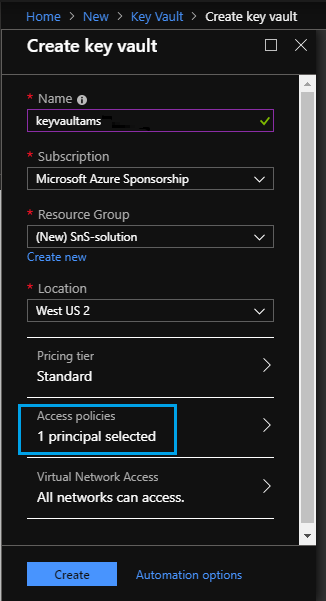 Home > New > Key Vault > Create key vault
Create key vault
* Name
keyvaultams
* Subscription
Microsoft Azure Sponsorship
* Resource Group
(New) SnS-solution
Create new
* Location
West US 2
Pricing tier
Standard
Access policies
1 principal selected
Virtual Network Access
All networks can access.
Create Automation options